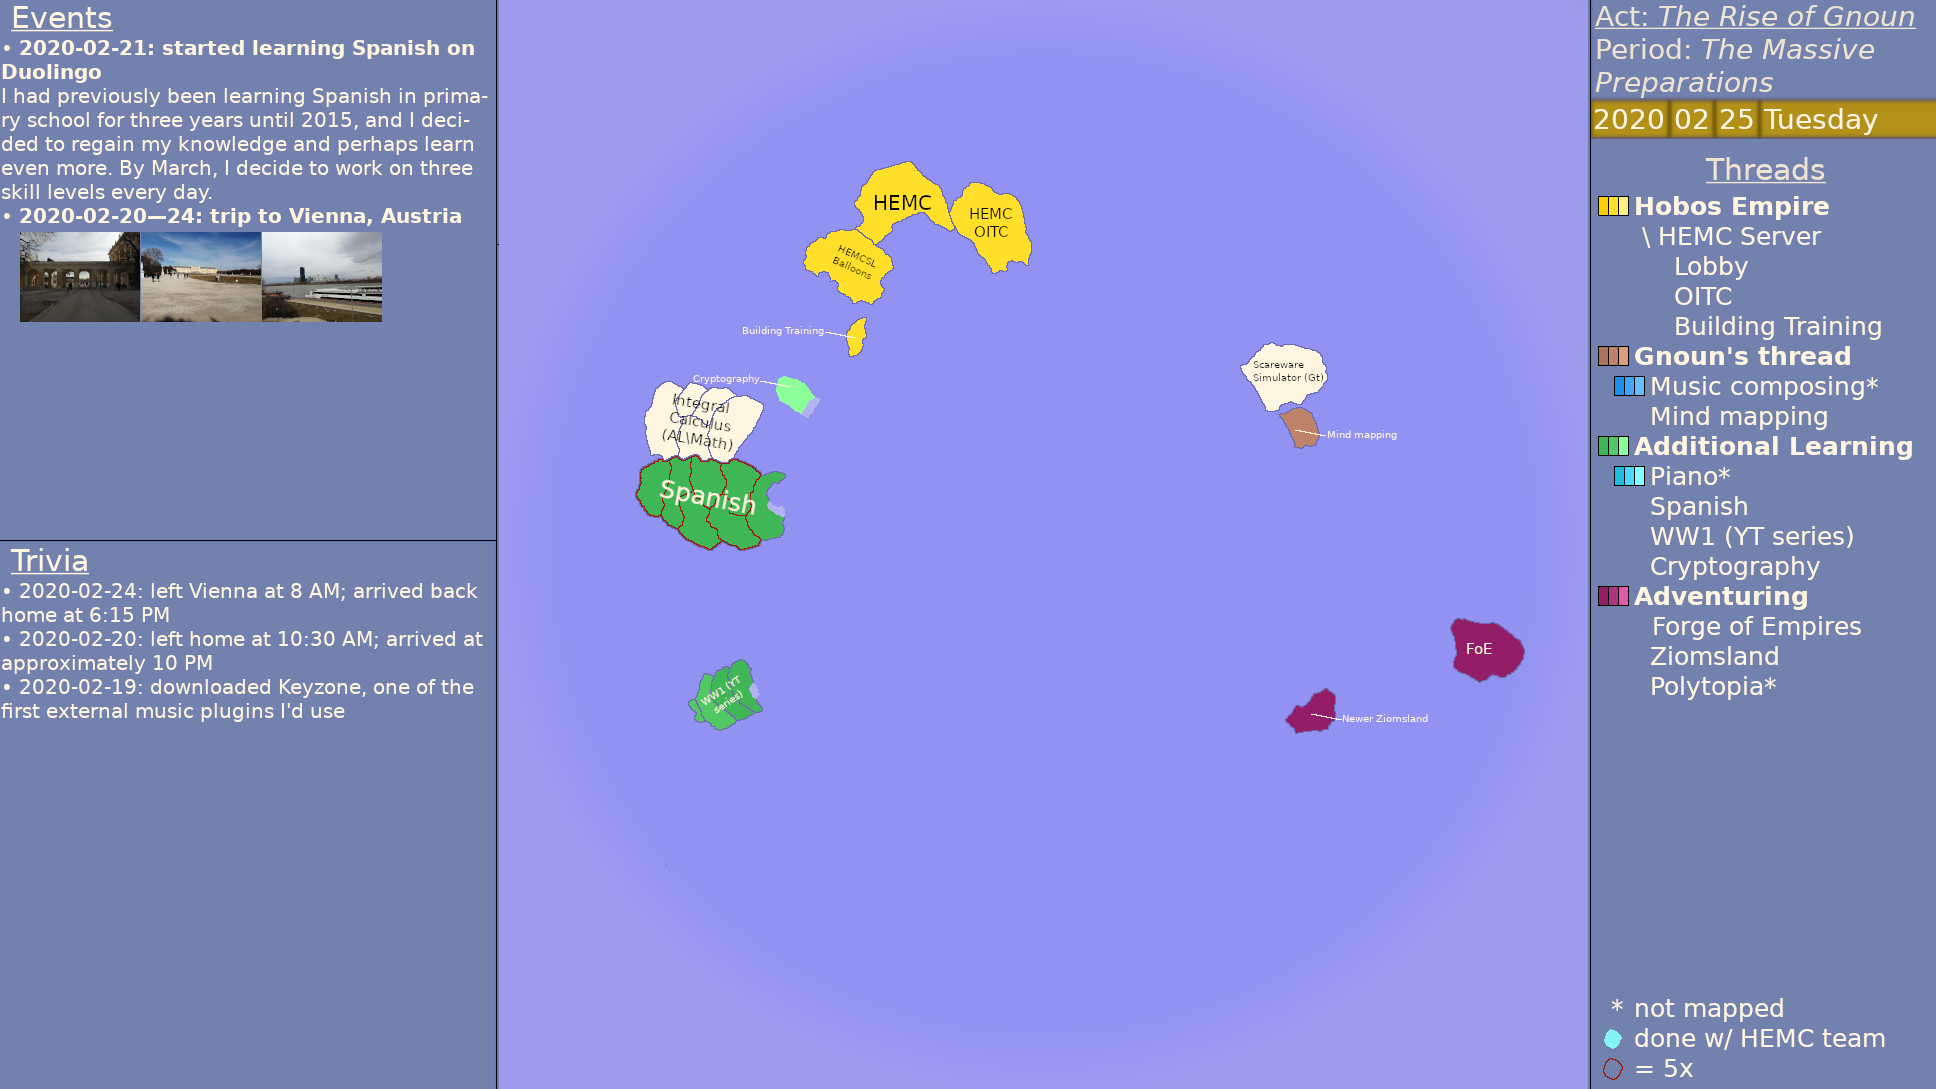 Events
• 2020-02-21: started learning Spanish on
Duolingo
I had previously been learning Spanish in prima-
ry school for three years until 2015, and I deci-
ded to regain my knowledge and perhaps learn
even more. By March, I decide to work on three
skill levels every day.
• 2020-02-20—24: trip to Vienna, Austria
Trivia
• 2020-02-24: left Vienna at 8 AM; arrived back
home at 6:15 PM
• 2020-02-20: left home at 10:30 AM; arrived at
approximately 10 PM
• 2020-02-19: downloaded Keyzone, one of the
first external music plugins I'd use
HEMC
HEMC
OITC
HEMCSL
Balloons
Building Training
Cryptography
Integral
Calculus
(AL\Math)
Spanish
WW1 (YT
series)
Scareware
Simulator (Gt)
Mind mapping
FoE
Newer Ziomsland
Act: The Rise of Gnoun
Period: The Massive
Preparations
2020 02 25 Tuesday
Threads
Hobos Empire
\ HEMC Server
Lobby
OITC
Building Training
Gnoun's thread
Music composing*
Mind mapping
Additional Learning
Piano*
Spanish
WW1 (YT series)
Cryptography
Adventuring
Forge of Empires
Ziomsland
Polytopia*
* not mapped
done w/ HEMC team
= 5x